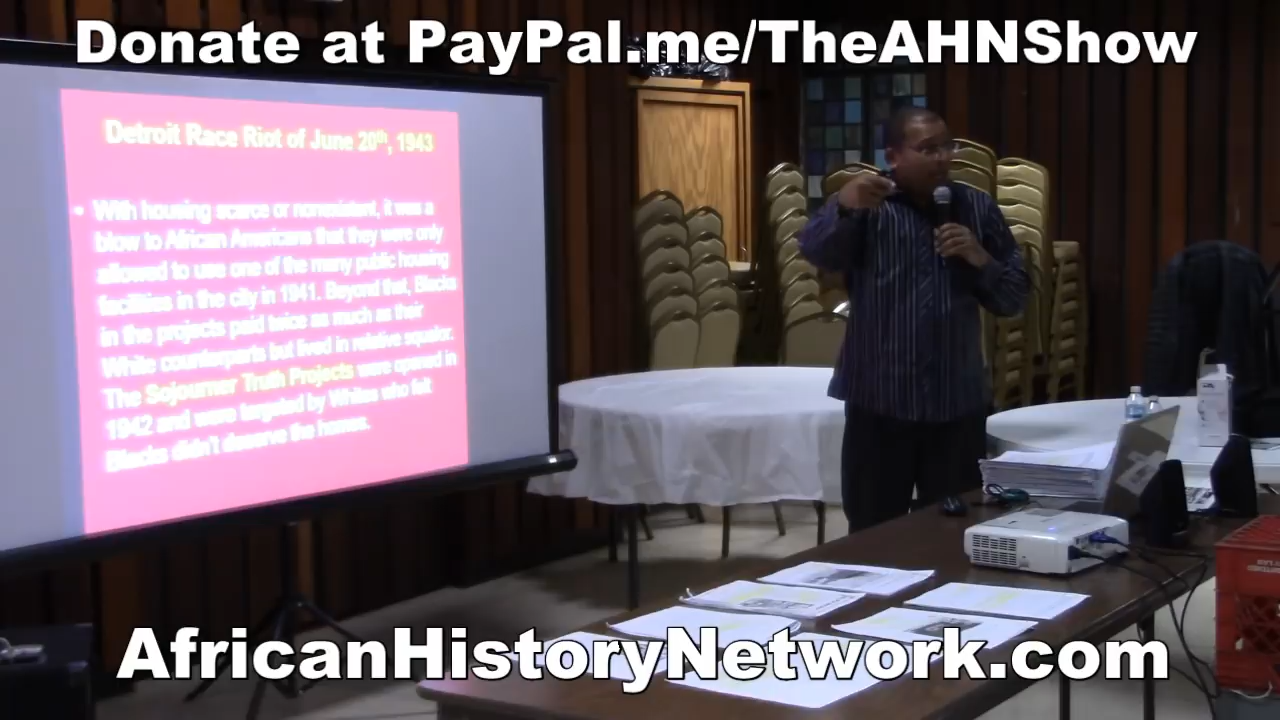 Donate at PayPal.me/TheAHNShow
Detroit Race Riot of June 20th, 1943
• With housing scarce or nonexistent, it was a
blow to African Americans that they were only
allowed to use one of the many public housing
facilities in the city in 1941. Beyond that, Blacks
in the projects paid twice as much as their
White counterparts but lived in relative squalor.
The Sojourner Truth Projects were opened in
1942 and were targeted by Whites who felt
Blacks didn't deserve the homes.
AfricanHistoryNetwork.com